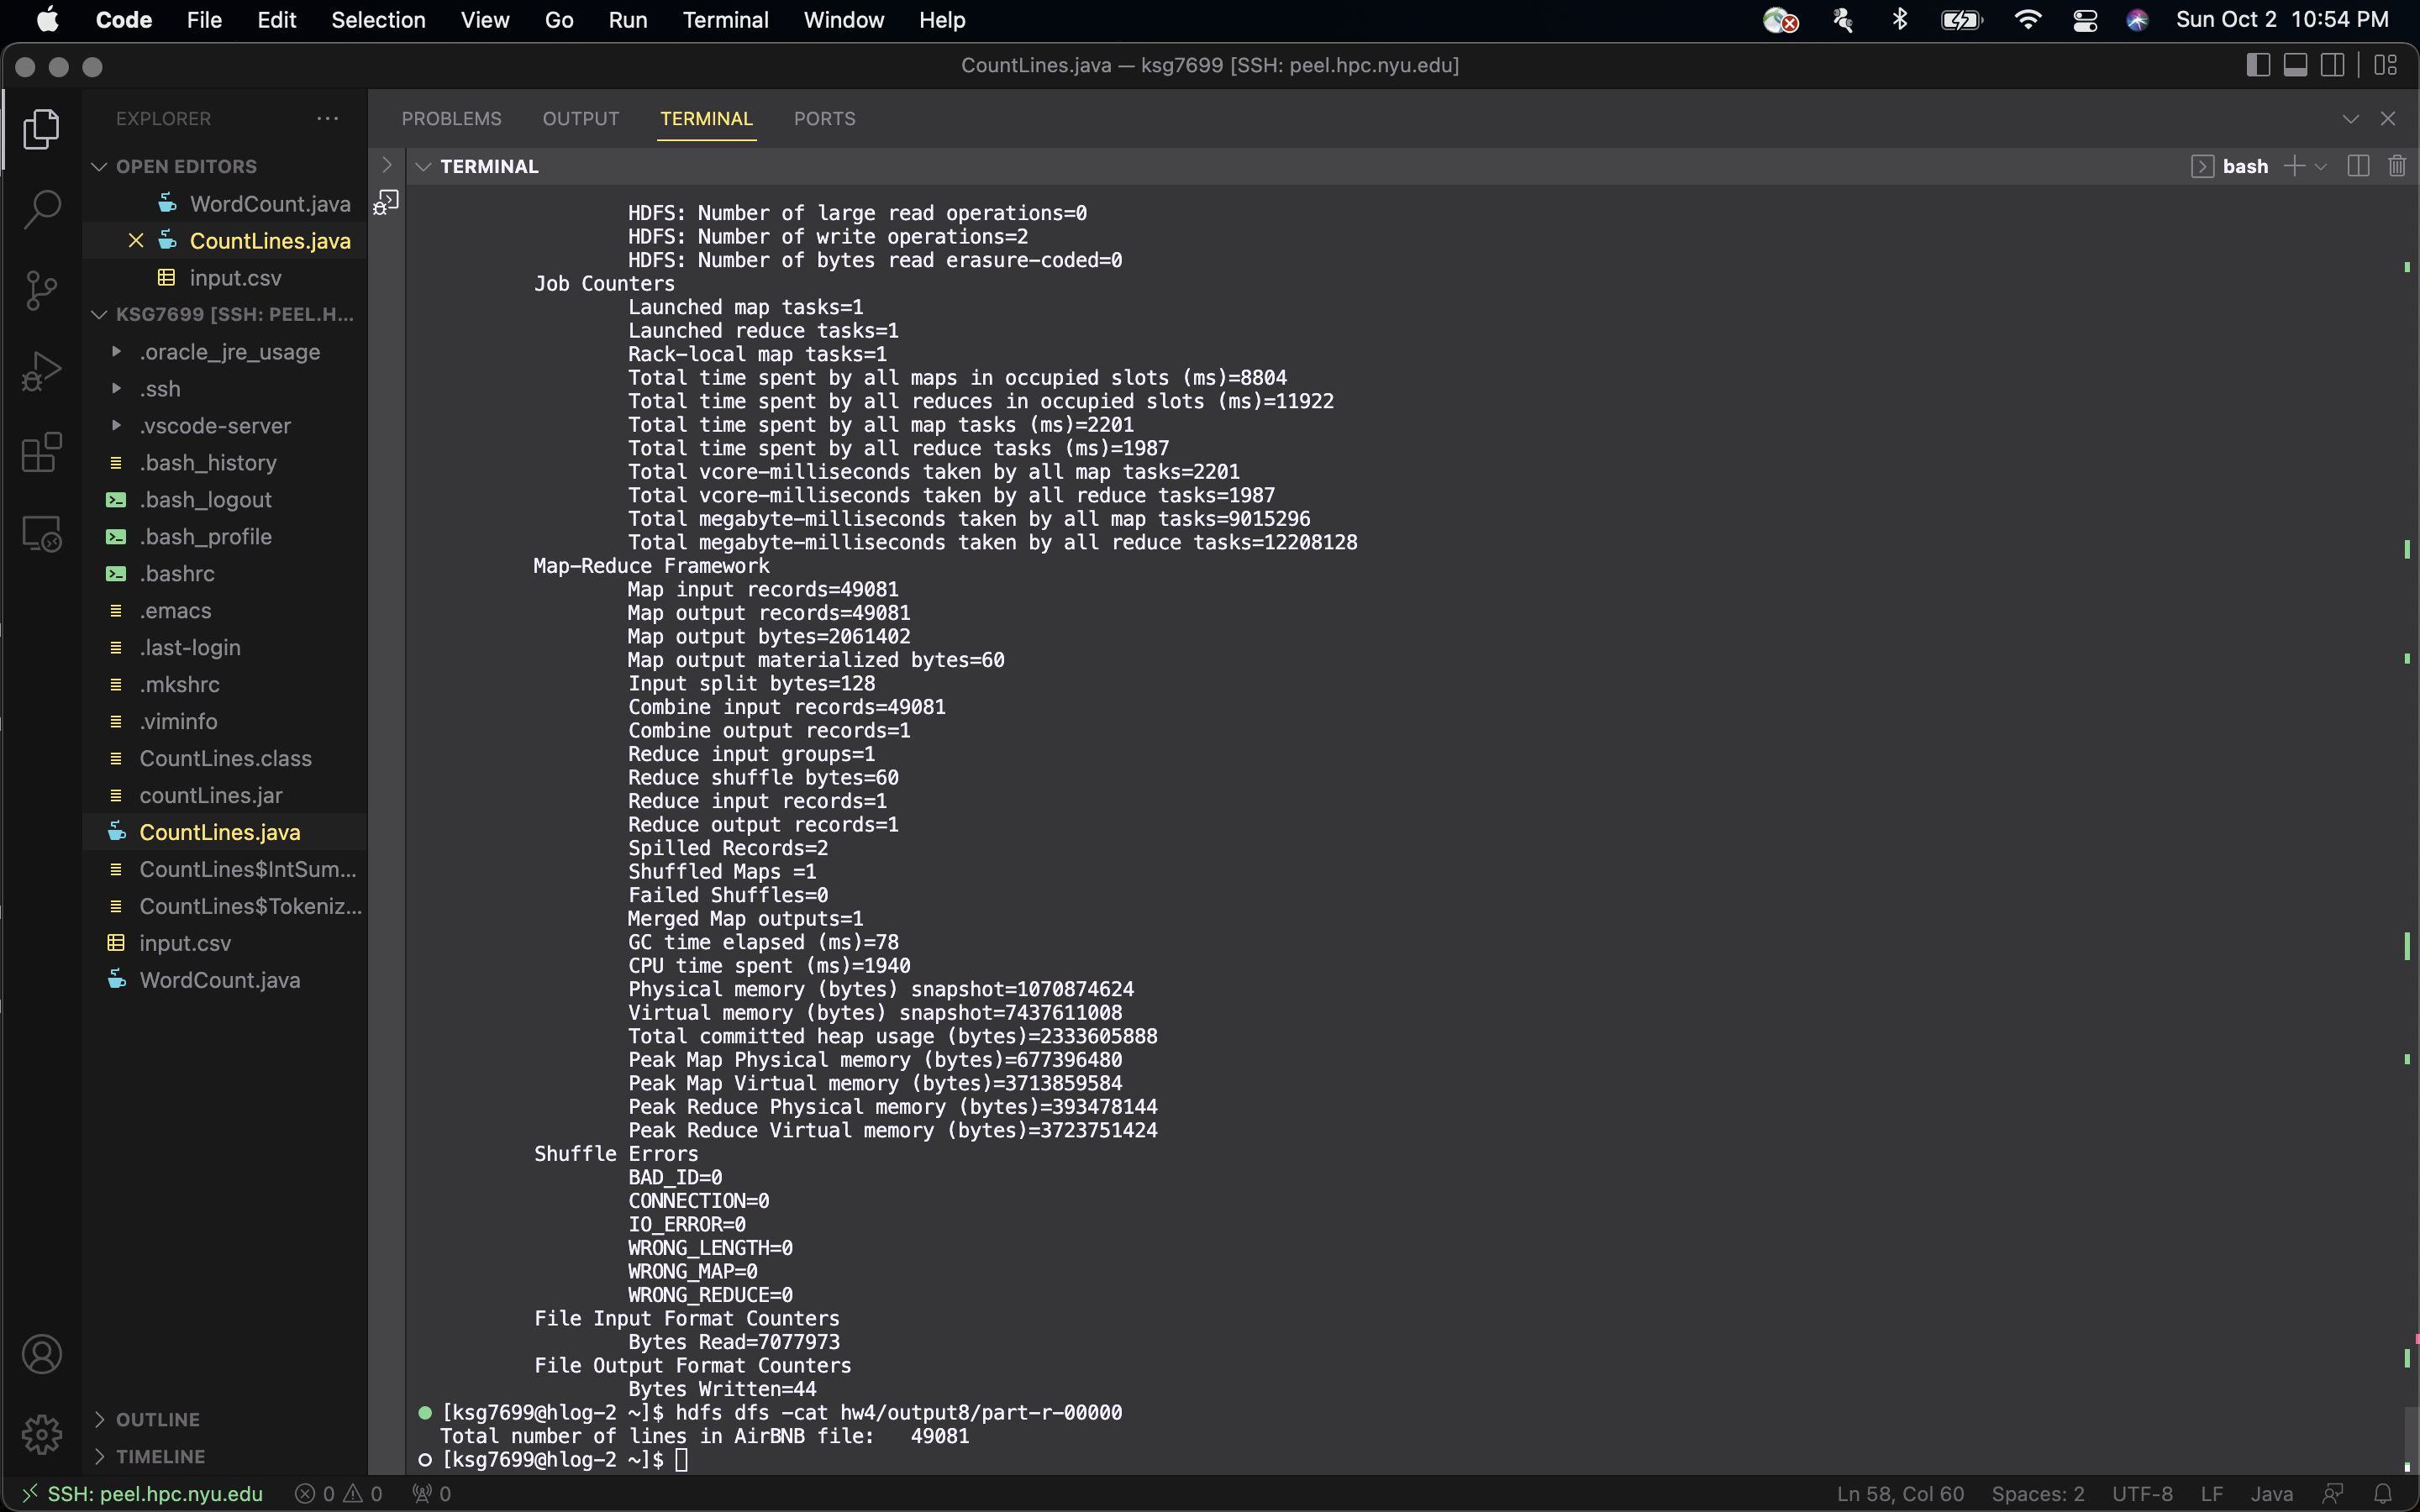 Code File Edit Selection View Go Run Terminal Window Help Sun Oct 2 10:54 PM
CountLines.java — ksg7699 [SSH: peel.hpc.nyu.edu]
EXPLORER
OPEN EDITORS
WordCount.java
CountLines.java
input.csv
KSG7699 [SSH: PEEL.H...
.oracle_jre_usage
.ssh
.vscode-server
.bash_history
.bash_logout
.bash_profile
.bashrc
.emacs
.last-login
.mkshrc
.viminfo
CountLines.class
countLines.jar
CountLines.java
CountLines$IntSum...
CountLines$Tokeniz...
input.csv
WordCount.java
OUTLINE
TIMELINE
PROBLEMS OUTPUT TERMINAL PORTS
TERMINAL bash
HDFS: Number of large read operations=0
HDFS: Number of write operations=2
HDFS: Number of bytes read erasure-coded=0
Job Counters
Launched map tasks=1
Launched reduce tasks=1
Rack-local map tasks=1
Total time spent by all maps in occupied slots (ms)=8804
Total time spent by all reduces in occupied slots (ms)=11922
Total time spent by all map tasks (ms)=2201
Total time spent by all reduce tasks (ms)=1987
Total vcore-milliseconds taken by all map tasks=2201
Total vcore-milliseconds taken by all reduce tasks=1987
Total megabyte-milliseconds taken by all map tasks=9015296
Total megabyte-milliseconds taken by all reduce tasks=12208128
Map-Reduce Framework
Map input records=49081
Map output records=49081
Map output bytes=2061402
Map output materialized bytes=60
Input split bytes=128
Combine input records=49081
Combine output records=1
Reduce input groups=1
Reduce shuffle bytes=60
Reduce input records=1
Reduce output records=1
Spilled Records=2
Shuffled Maps =1
Failed Shuffles=0
Merged Map outputs=1
GC time elapsed (ms)=78
CPU time spent (ms)=1940
Physical memory (bytes) snapshot=1070874624
Virtual memory (bytes) snapshot=7437611008
Total committed heap usage (bytes)=2333605888
Peak Map Physical memory (bytes)=677396480
Peak Map Virtual memory (bytes)=3713859584
Peak Reduce Physical memory (bytes)=393478144
Peak Reduce Virtual memory (bytes)=3723751424
Shuffle Errors
BAD_ID=0
CONNECTION=0
IO_ERROR=0
WRONG_LENGTH=0
WRONG_MAP=0
WRONG_REDUCE=0
File Input Format Counters
Bytes Read=7077973
File Output Format Counters
Bytes Written=44
[ksg7699@hlog-2 ~]$ hdfs dfs -cat hw4/output8/part-r-00000
Total number of lines in AirBNB file: 49081
[ksg7699@hlog-2 ~]$
SSH: peel.hpc.nyu.edu 0 0 0 Ln 58, Col 60 Spaces: 2 UTF-8 LF Java